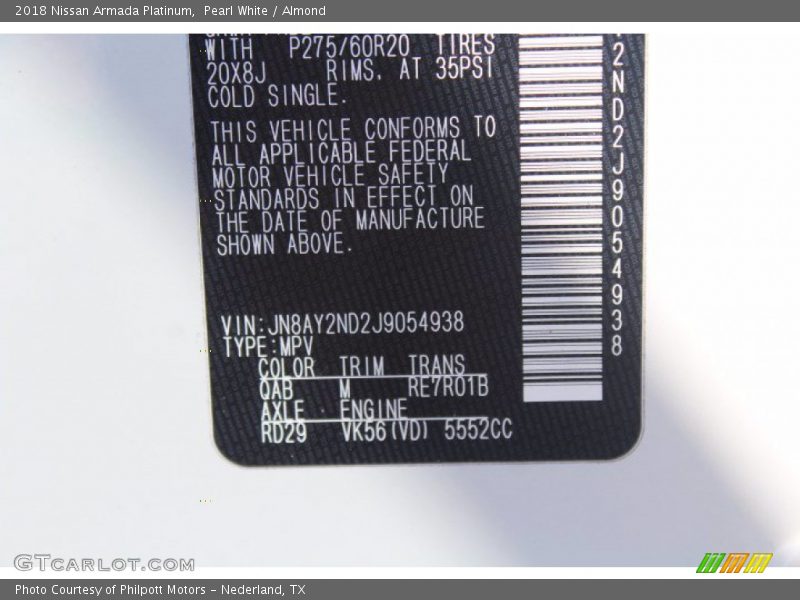 2018 Nissan Armada Platinum, Pearl White / Almond
WITH P275/60R20 TIRES
20X8J RIMS, AT 35PSI
COLD SINGLE.
THIS VEHICLE CONFORMS TO
ALL APPLICABLE FEDERAL
MOTOR VEHICLE SAFETY
STANDARDS IN EFFECT ON
THE DATE OF MANUFACTURE
SHOWN ABOVE.
VIN:JN8AY2ND2J9054938
TYPE:MPV
COLOR TRIM TRANS
QAB M RE7R01B
AXLE ENGINE
RD29 VK56(VD) 5552CC
2ND2J9054938
GTCARLOT.COM
Photo Courtesy of Philpott Motors - Nederland, TX